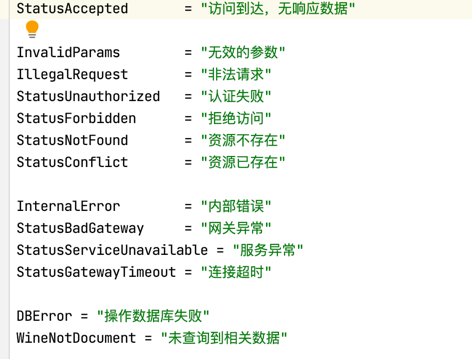 StatusAccepted = "访问到达，无响应数据"
InvalidParams = "无效的参数"
IllegalRequest = "非法请求"
StatusUnauthorized = "认证失败"
StatusForbidden = "拒绝访问"
StatusNotFound = "资源不存在"
StatusConflict = "资源已存在"
InternalError = "内部错误"
StatusBadGateway = "网关异常"
StatusServiceUnavailable = "服务异常"
StatusGatewayTimeout = "连接超时"
DBError = "操作数据库失败"
WineNotDocument = "未查询到相关数据"